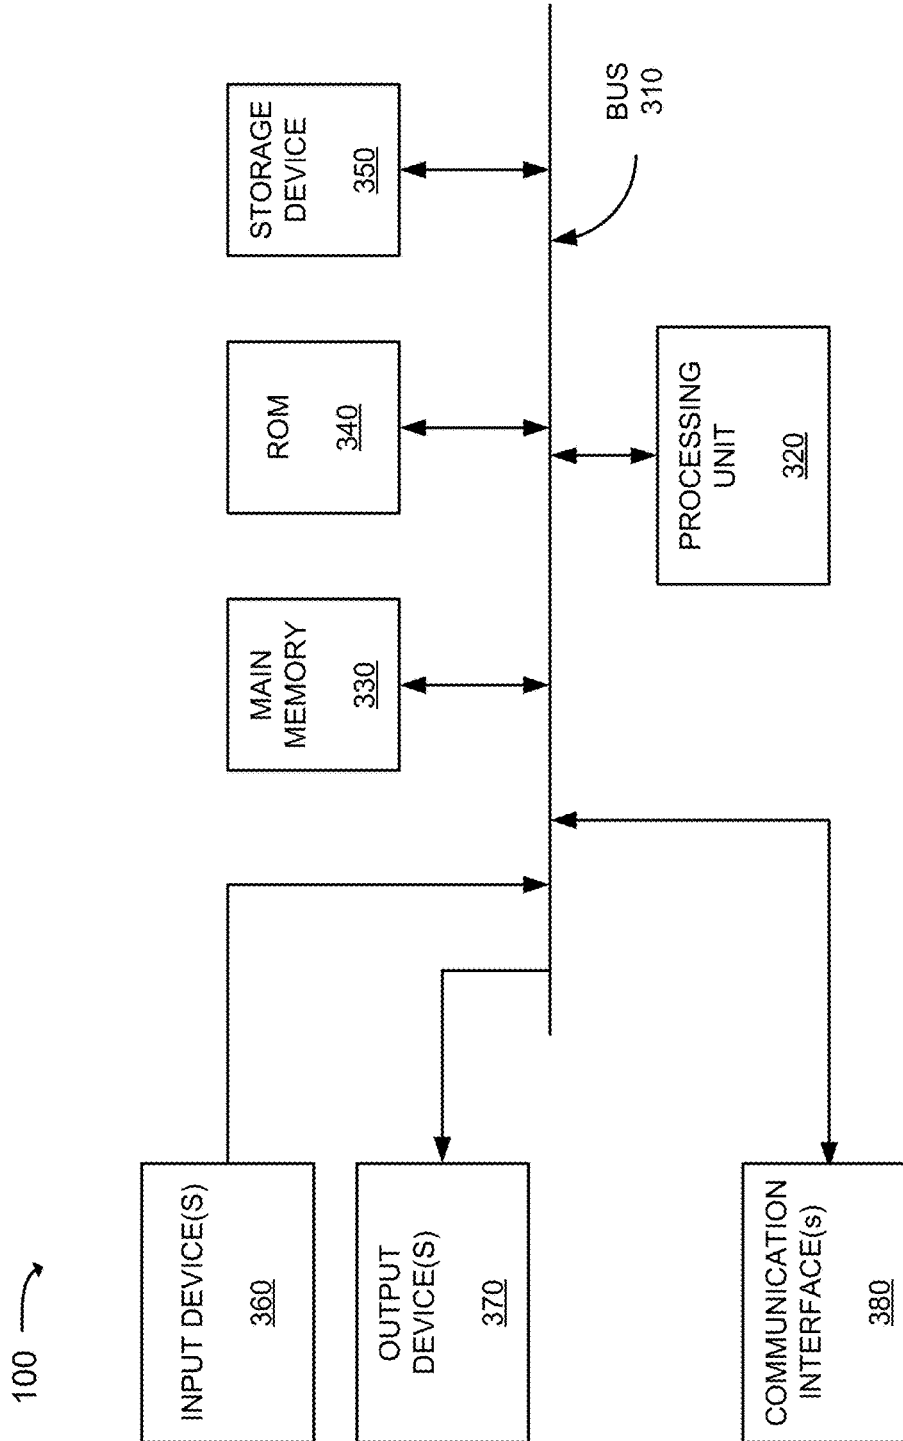 100
INPUT DEVICE(S)
360
OUTPUT
DEVICE(S)
370
COMMUNICATION
INTERFACE(s)
380
MAIN
MEMORY
330
ROM
340
STORAGE
DEVICE
350
PROCESSING
UNIT
320
BUS
310